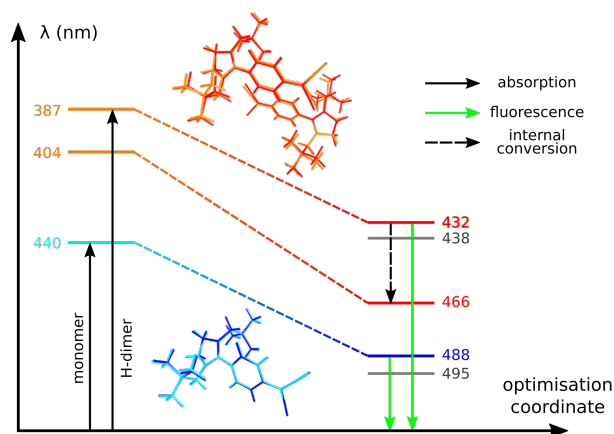 λ (nm)
absorption
fluorescence
internal
conversion
387
404
440
432
438
466
488
495
monomer
H-dimer
optimisation
coordinate